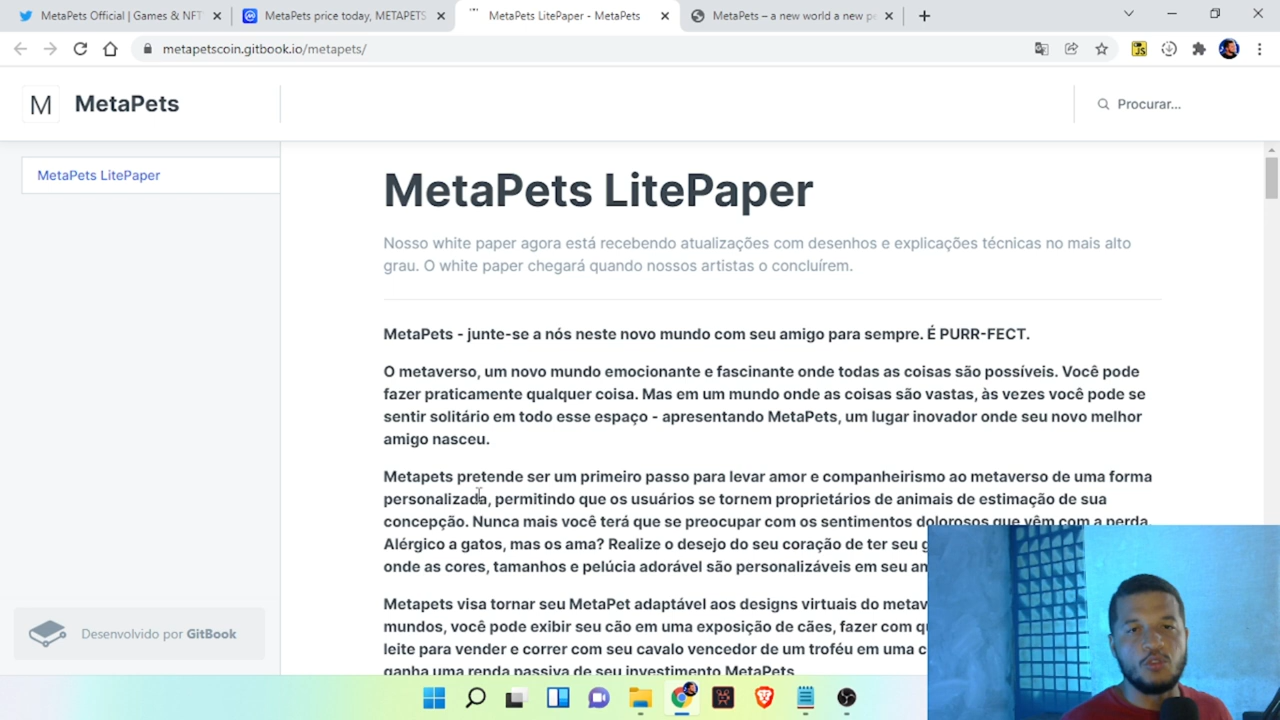 MetaPets Official | Games & NFT
MetaPets price today, METAPETS
MetaPets LitePaper - MetaPets
MetaPets – a new world a new pe
metapetscoin.gitbook.io/metapets/
M MetaPets
Procurar...
MetaPets LitePaper
MetaPets LitePaper
Nosso white paper agora está recebendo atualizações com desenhos e explicações técnicas no mais alto
grau. O white paper chegará quando nossos artistas o concluírem.
MetaPets - junte-se a nós neste novo mundo com seu amigo para sempre. É PURR-FECT.
O metaverso, um novo mundo emocionante e fascinante onde todas as coisas são possíveis. Você pode
fazer praticamente qualquer coisa. Mas em um mundo onde as coisas são vastas, às vezes você pode se
sentir solitário em todo esse espaço - apresentando MetaPets, um lugar inovador onde seu novo melhor
amigo nasceu.
Metapets pretende ser um primeiro passo para levar amor e companheirismo ao metaverso de uma forma
personalizada, permitindo que os usuários se tornem proprietários de animais de estimação de sua
concepção. Nunca mais você terá que se preocupar com os sentimentos dolorosos que vêm com a perda.
Alérgico a gatos, mas os ama? Realize o desejo do seu coração de ter seu
onde as cores, tamanhos e pelúcia adorável são personalizáveis em seu
Metapets visa tornar seu MetaPet adaptável aos designs virtuais do
mundos, você pode exibir seu cão em uma exposição de cães, fazer com
leite para vender e correr com seu cavalo vencedor de um troféu em uma
ganha uma renda passiva de seu investimento MetaPets
Desenvolvido por GitBook
JS